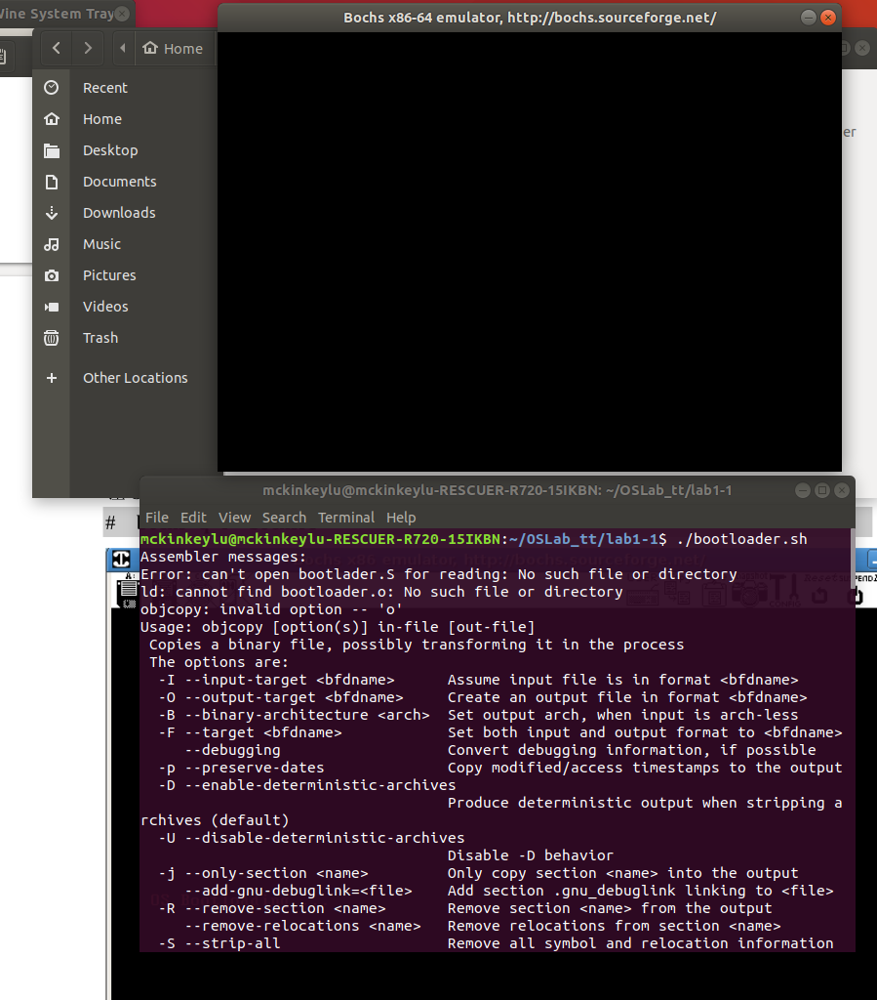 Wine System Tray
Bochs x86-64 emulator, http://bochs.sourceforge.net/
Home
Recent
Home
Desktop
Documents
Downloads
Music
Pictures
Videos
Trash
Other Locations
er
mckinkeylu@mckinkeylu-RESCUER-R720-15IKBN: ~/OSLab_tt/lab1-1
File Edit View Search Terminal Help
#
mckinkeylu@mckinkeylu-RESCUER-R720-15IKBN:~/OSLab_tt/lab1-1$ ./bootloader.sh
Assembler messages:
Error: can't open bootlader.S for reading: No such file or directory
ld: cannot find bootloader.o: No such file or directory
objcopy: invalid option -- 'o'
Usage: objcopy [option(s)] in-file [out-file]
Copies a binary file, possibly transforming it in the process
The options are:
-I --input-target <bfdname> Assume input file is in format <bfdname>
-O --output-target <bfdname> Create an output file in format <bfdname>
-B --binary-architecture <arch> Set output arch, when input is arch-less
-F --target <bfdname> Set both input and output format to <bfdname>
--debugging Convert debugging information, if possible
-p --preserve-dates Copy modified/access timestamps to the output
-D --enable-deterministic-archives
Produce deterministic output when stripping a
rchives (default)
-U --disable-deterministic-archives
Disable -D behavior
-j --only-section <name> Only copy section <name> into the output
--add-gnu-debuglink=<file> Add section .gnu_debuglink linking to <file>
-R --remove-section <name> Remove section <name> from the output
--remove-relocations <name> Remove relocations from section <name>
-S --strip-all Remove all symbol and relocation information